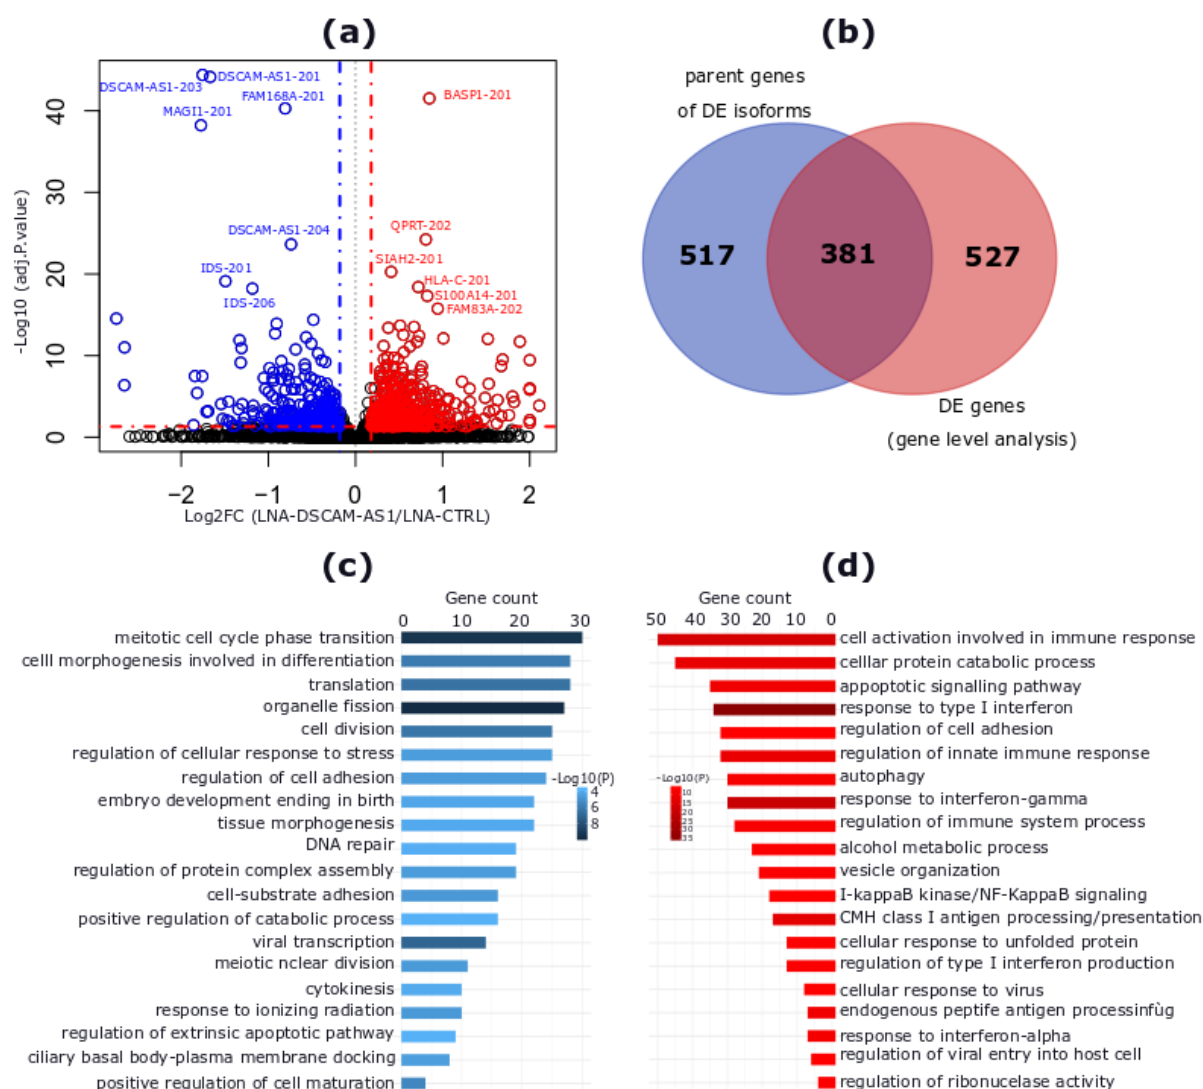 (a)
DSCAM-AS1-203
DSCAM-AS1-201
FAM168A-201
MAGI1-201
BASP1-201
DSCAM-AS1-204
QPRT-202
SIAH2-201
IDS-201
HLA-C-201
IDS-206
S100A14-201
FAM83A-202
-Log10 (adj.P.value)
40
30
20
10
0
−2 −1 0 1 2
Log2FC (LNA-DSCAM-AS1/LNA-CTRL)
(b)
parent genes
of DE isoforms
517 381 527
DE genes
(gene level analysis)
(c)
Gene count
0 10 20 30
meitotic cell cycle phase transition
celll morphogenesis involved in differentiation
translation
organelle fission
cell division
regulation of cellular response to stress
regulation of cell adhesion
embryo development ending in birth
tissue morphogenesis
DNA repair
regulation of protein complex assembly
cell-substrate adhesion
positive regulation of catabolic process
viral transcription
meiotic nclear division
cytokinesis
response to ionizing radiation
regulation of extrinsic apoptotic pathway
ciliary basal body-plasma membrane docking
positive regulation of cell maturation
-Log10(P)
4
6
8
(d)
Gene count
50 40 30 20 10 0
cell activation involved in immune response
celllar protein catabolic process
appoptotic signalling pathway
response to type I interferon
regulation of cell adhesion
regulation of innate immune response
autophagy
response to interferon-gamma
regulation of immune system process
alcohol metabolic process
vesicle organization
I-kappaB kinase/NF-KappaB signaling
CMH class I antigen processing/presentation
cellular response to unfolded protein
regulation of type I interferon production
cellular response to virus
endogenous peptife antigen processinfùg
response to interferon-alpha
regulation of viral entry into host cell
regulation of ribonucelase activity
-Log10(P)
10
15
20
25
30
35